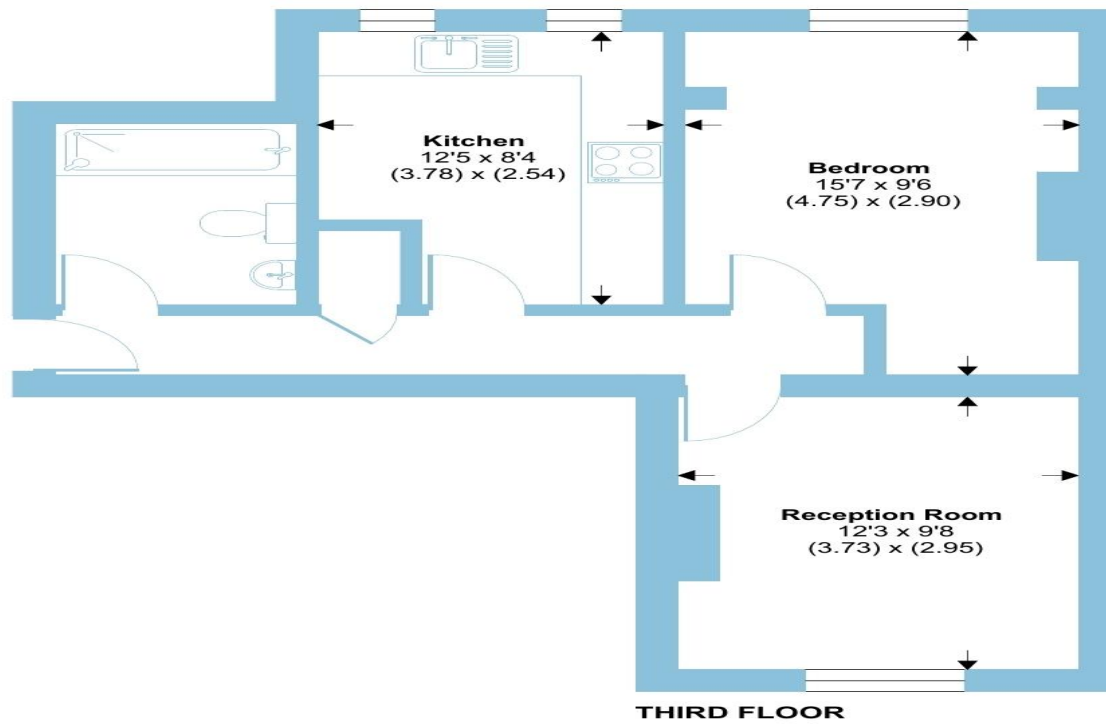 Kitchen
12'5 x 8'4
(3.78) x (2.54)
Bedroom
15'7 x 9'6
(4.75) x (2.90)
Reception Room
12'3 x 9'8
(3.73) x (2.95)
THIRD FLOOR